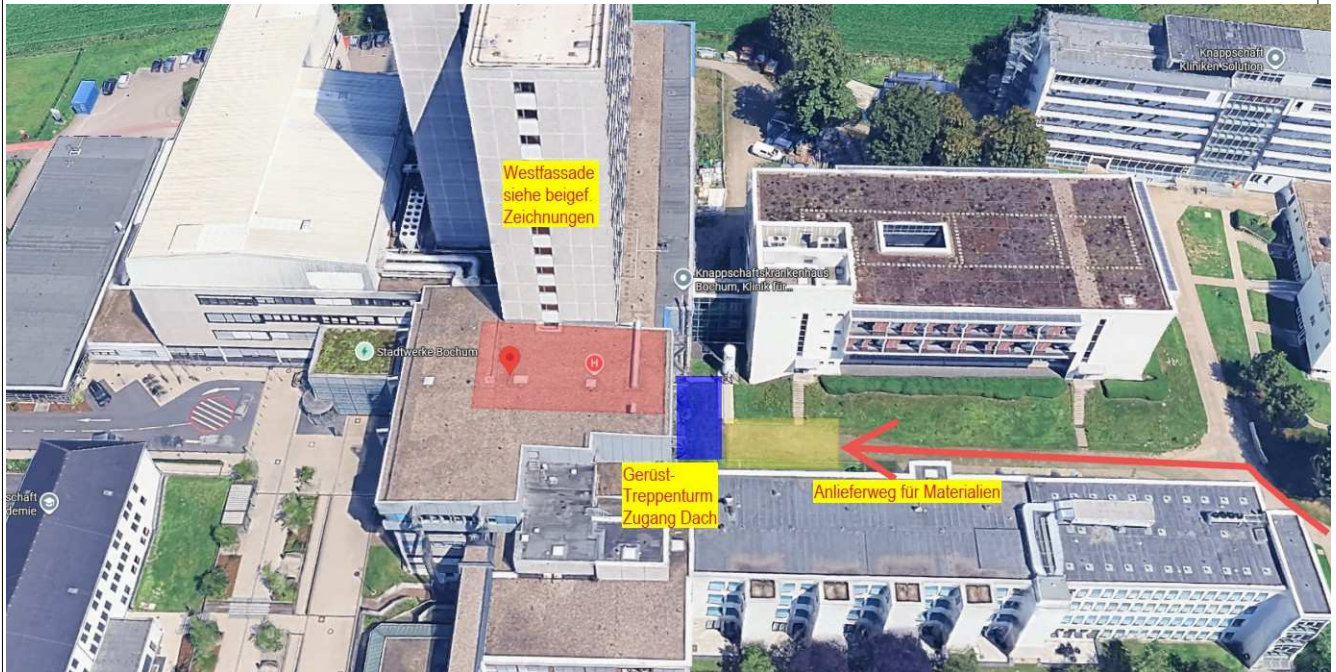 Knappschaft
Kliniken Solution
Westfassade
siehe beigef.
Zeichnungen
Knappschaftskrankenhaus
Bochum, Klinik für...
Stadtwerke Bochum
H
Gerüst-
Treppenturm
Zugang Dach
Anlieferweg für Materialien
schaft
demie